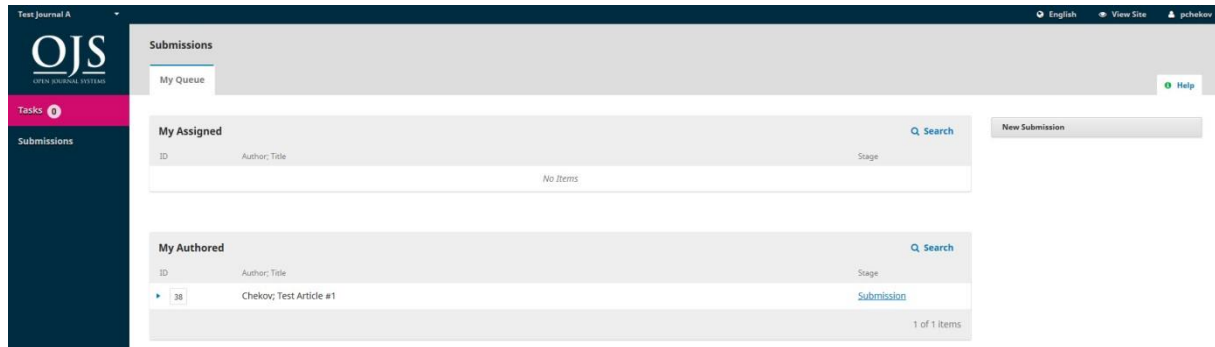 Test Journal A
English View Site pchekov
OJS
OPEN JOURNAL SYSTEMS
Tasks 0
Submissions
Submissions
My Queue
Help
My Assigned Search
ID Author; Title Stage
No Items
My Authored Search
ID Author; Title Stage
38 Chekov; Test Article #1 Submission
1 of 1 items
New Submission